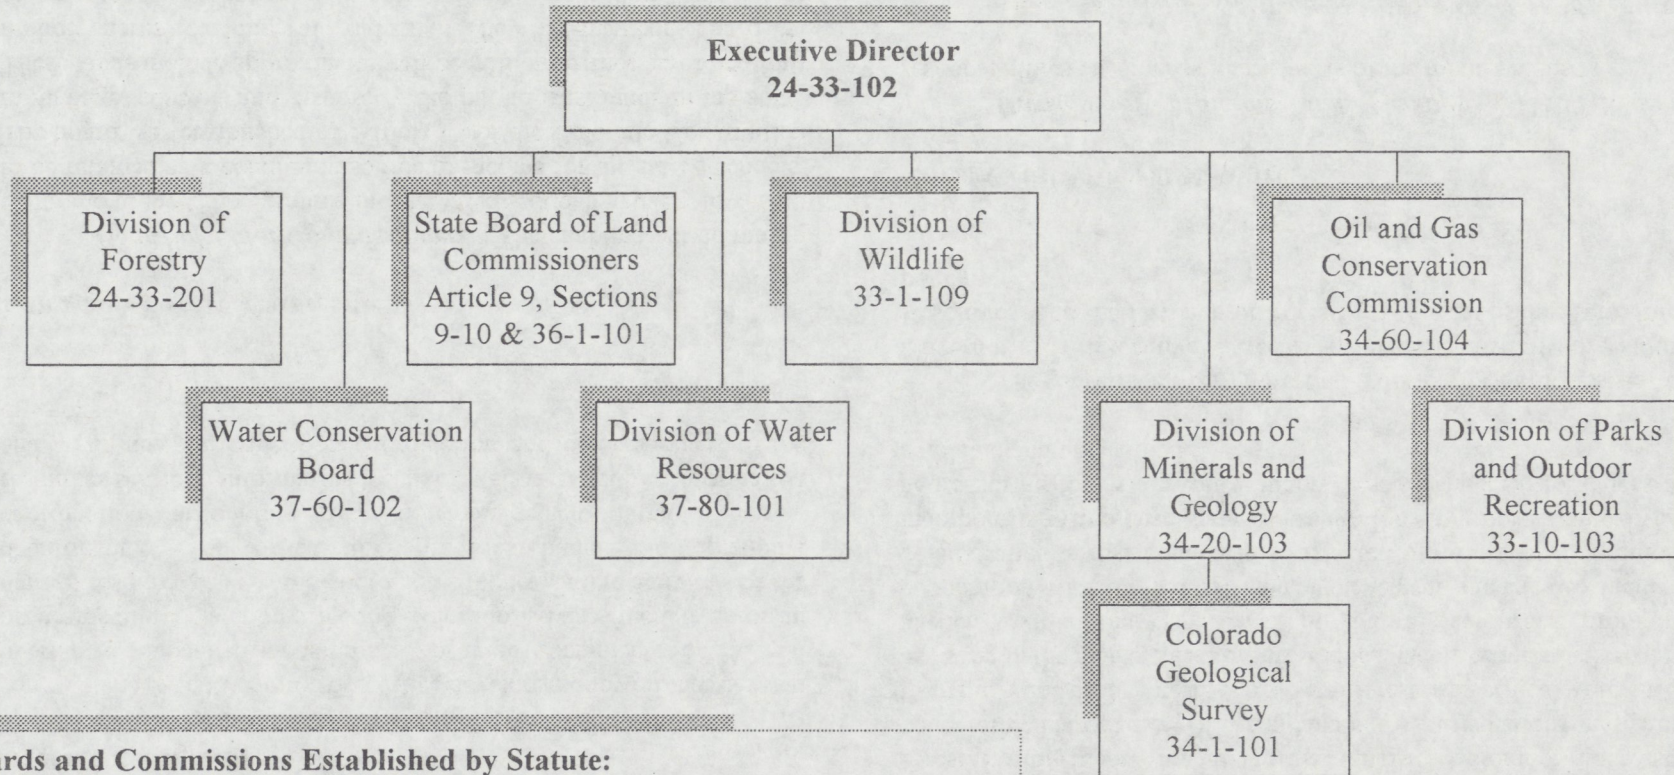 Executive Director
24-33-102
Division of
Forestry
24-33-201
State Board of Land
Commissioners
Article 9, Sections
9-10 & 36-1-101
Division of
Wildlife
33-1-109
Oil and Gas
Conservation
Commission
34-60-104
Water Conservation
Board
37-60-102
Division of Water
Resources
37-80-101
Division of
Minerals and
Geology
34-20-103
Division of Parks
and Outdoor
Recreation
33-10-103
Colorado
Geological
Survey
34-1-101
ards and Commissions Established by Statute: